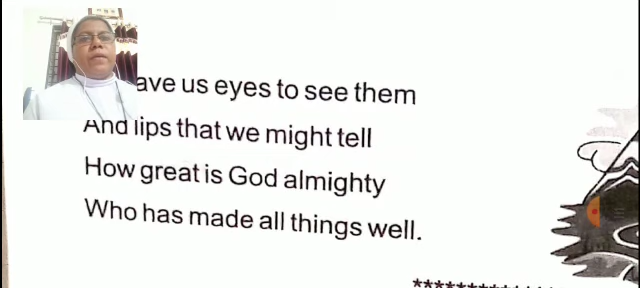 ave us eyes to see them
And lips that we might tell
How great is God almighty
Who has made all things well.
************